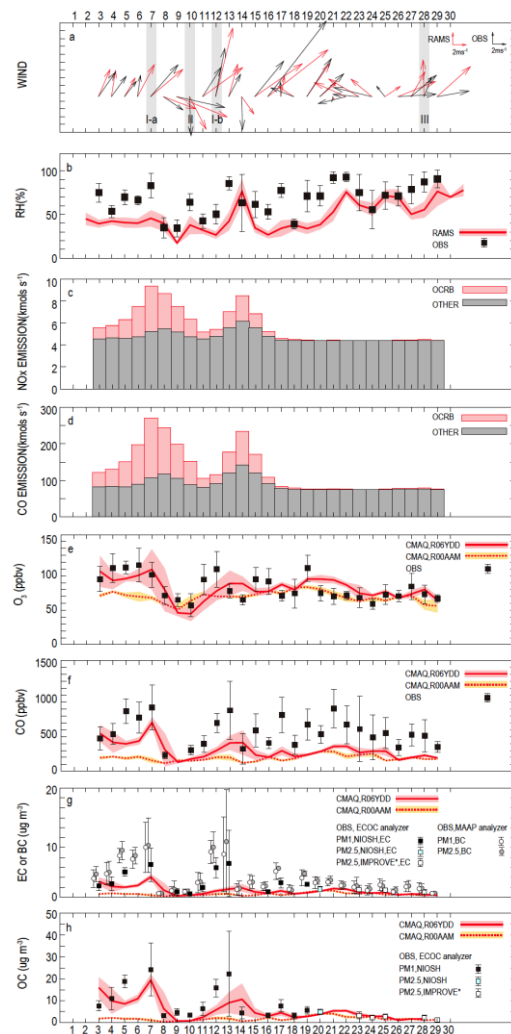 1 2 3 4 5 6 7 8 9 10 11 12 13 14 15 16 17 18 19 20 21 22 23 24 25 26 27 28 29 30
a
RAMS
OBS
2ms⁻¹
2ms⁻¹
WIND
I-a
II
I-b
III
b
100
50
0
RH(%)
RAMS
OBS
c
10
8
6
4
2
0
NOx EMISSION(kmols s⁻¹)
OCRB
OTHER
d
300
200
100
0
CO EMISSION(kmols s⁻¹)
OCRB
OTHER
e
150
100
50
0
O₃ (ppbv)
CMAQ,R06YDD
CMAQ,R00AAM
OBS
f
1500
1000
500
0
CO (ppbv)
CMAQ,R06YDD
CMAQ,R00AAM
OBS
g
20
10
0
EC or BC (ug m⁻³)
CMAQ,R06YDD
CMAQ,R00AAM
OBS, ECOC analyzer
PM1,NIOSH,EC
PM2.5,NIOSH,EC
PM2.5,IMPROVE*,EC
OBS,MAAP analyzer
PM1,BC
PM2.5,BC
h
50
40
30
20
10
0
OC (ug m⁻³)
CMAQ,R06YDD
CMAQ,R00AAM
OBS, ECOC analyzer
PM1,NIOSH
PM2.5,NIOSH
PM2.5,IMPROVE*
1 2 3 4 5 6 7 8 9 10 11 12 13 14 15 16 17 18 19 20 21 22 23 24 25 26 27 28 29 30